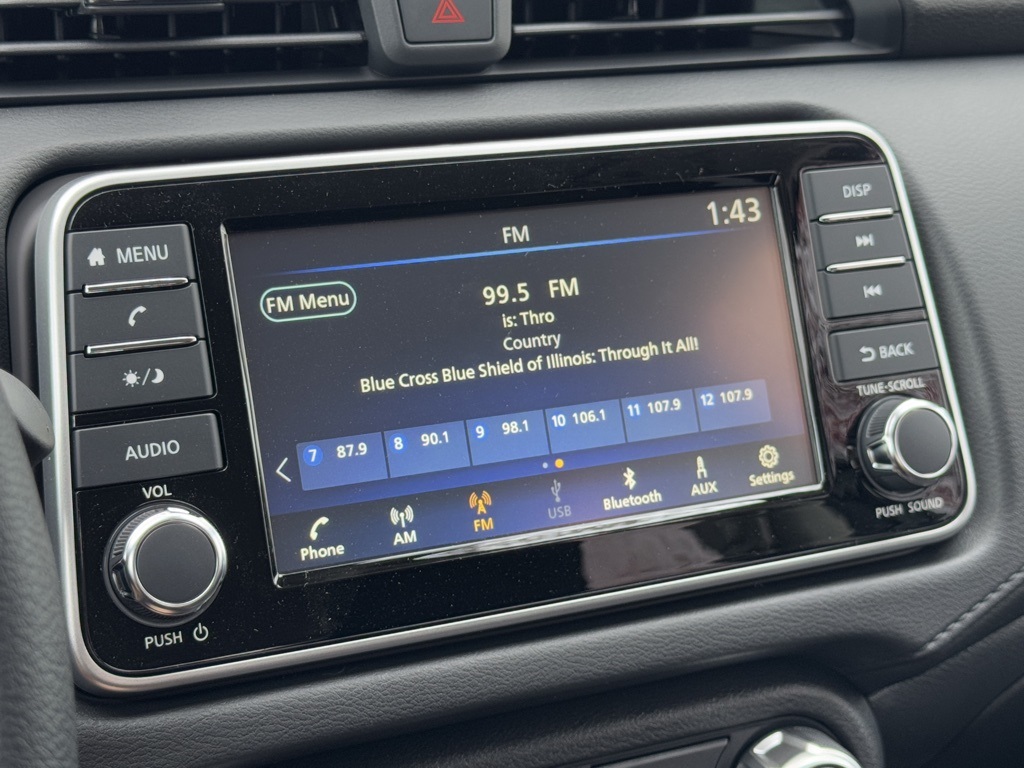 MENU
AUDIO
VOL
PUSH
FM
1:43
FM Menu
99.5 FM
is: Thro
Country
Blue Cross Blue Shield of Illinois: Through It All!
7 87.9
8 90.1
9 98.1
10 106.1
11 107.9
12 107.9
Phone
AM
FM
USB
Bluetooth
AUX
Settings
DISP
BACK
TUNE·SCROLL
PUSH SOUND